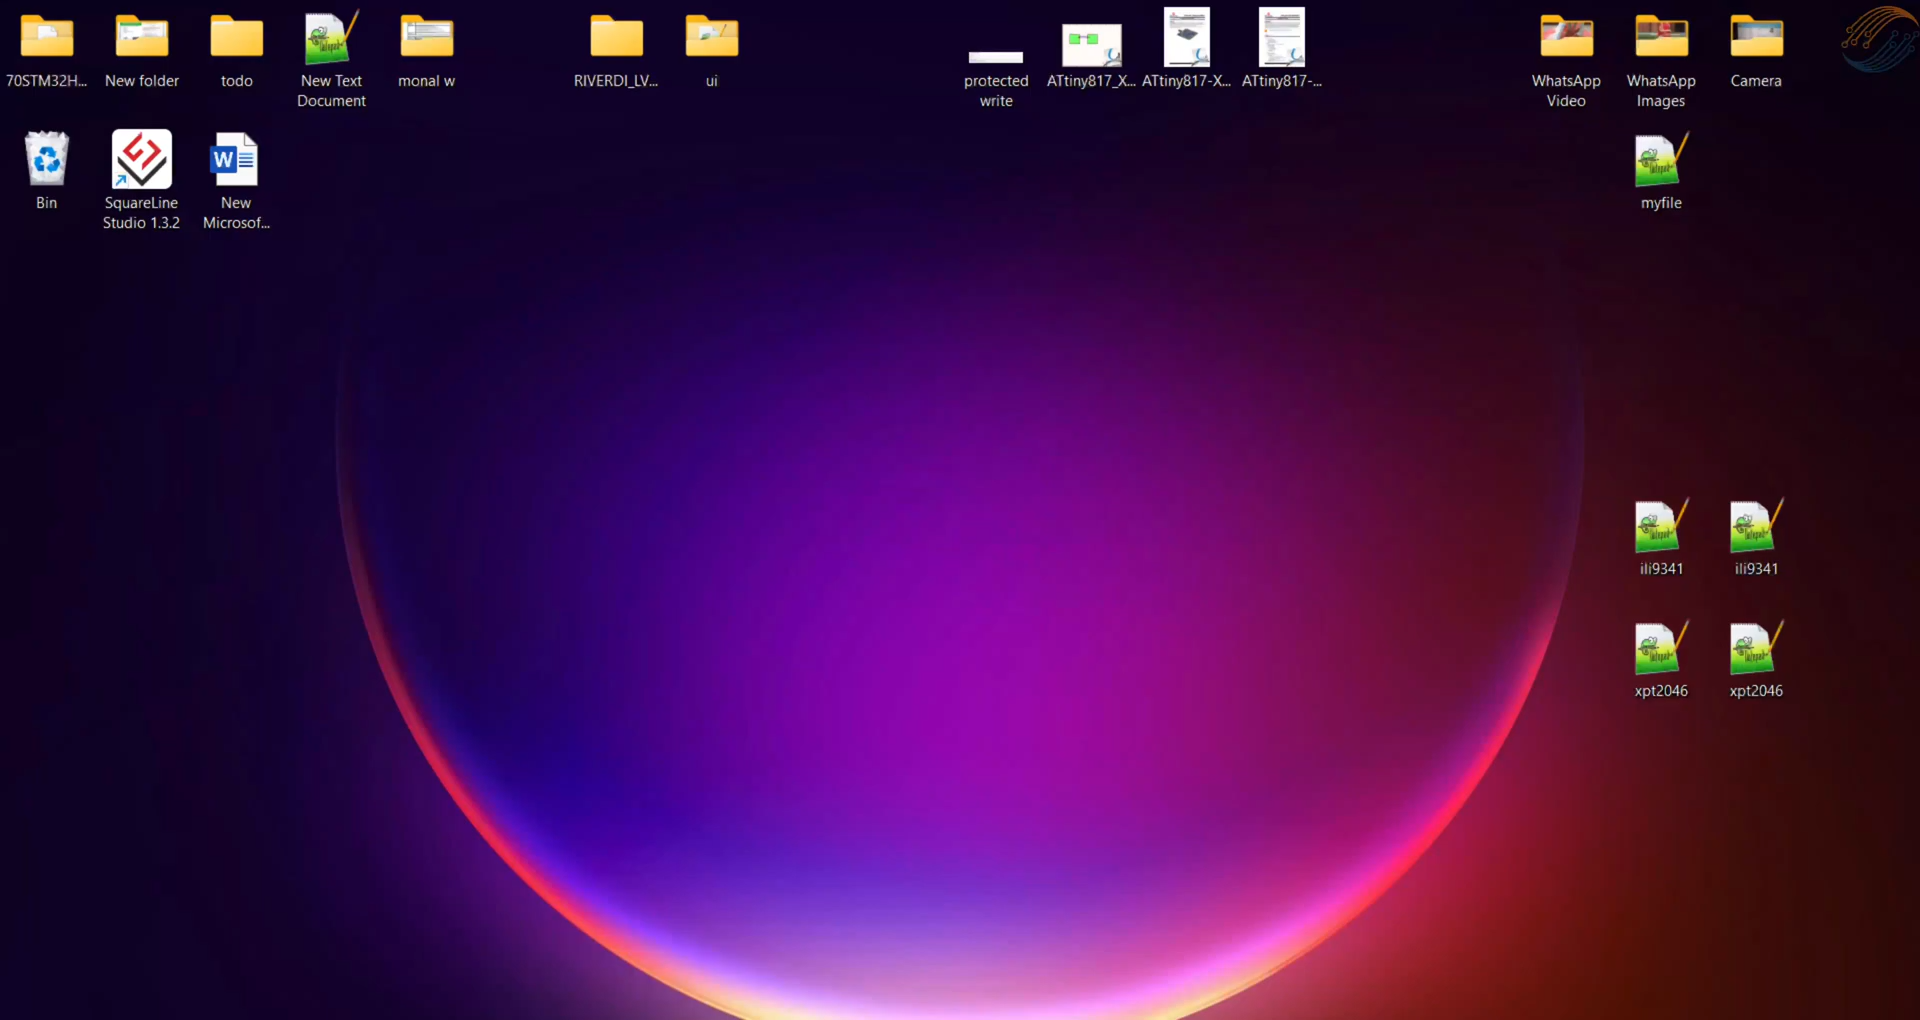 70STM32H...
New folder
todo
New Text
Document
monal w
RIVERDI_LV...
ui
protected
write
ATtiny817_X...
ATtiny817-X...
ATtiny817-...
WhatsApp
Video
WhatsApp
Images
Camera
Bin
SquareLine
Studio 1.3.2
W
New
Microsof...
myfile
ili9341
ili9341
xpt2046
xpt2046